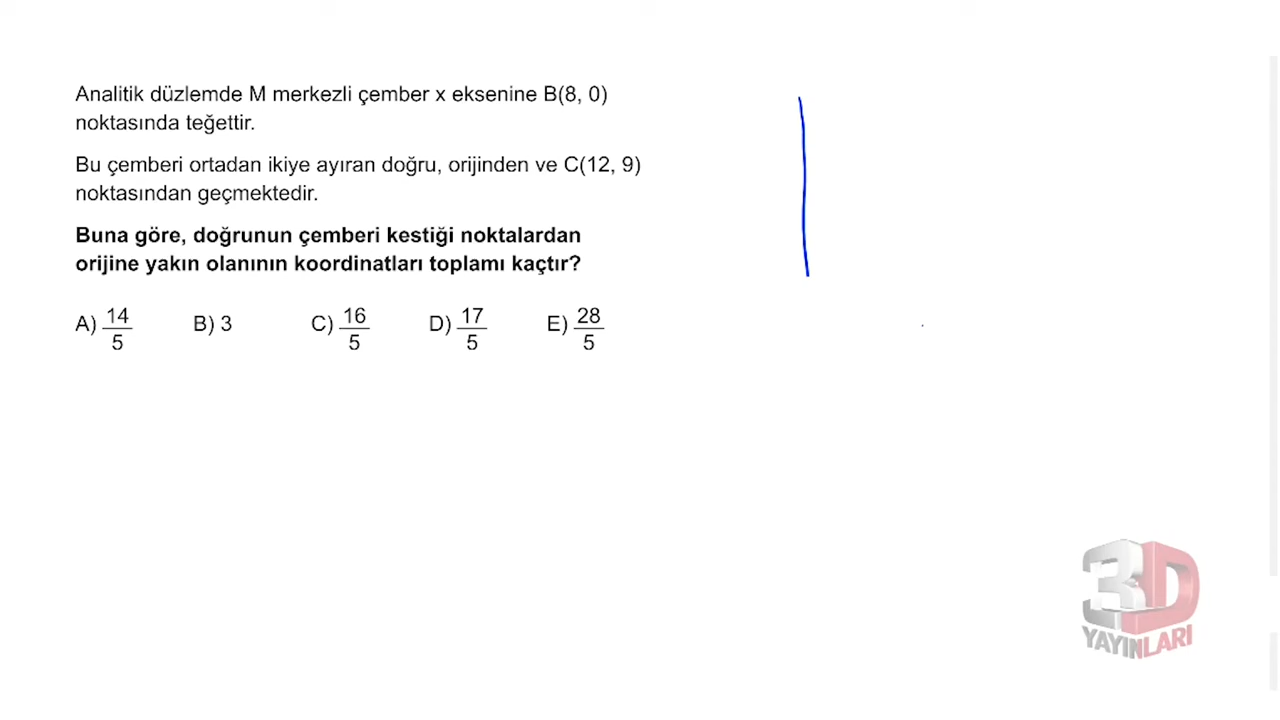 Analitik düzlemde M merkezli çember x eksenine B(8, 0)
noktasında teğettir.
Bu çemberi ortadan ikiye ayıran doğru, orijinden ve C(12, 9)
noktasından geçmektedir.
Buna göre, doğrunun çemberi kestiği noktalardan
orijine yakın olanının koordinatları toplamı kaçtır?
A) 14/5 B) 3 C) 16/5 D) 17/5 E) 28/5
3D
YAYINLARI